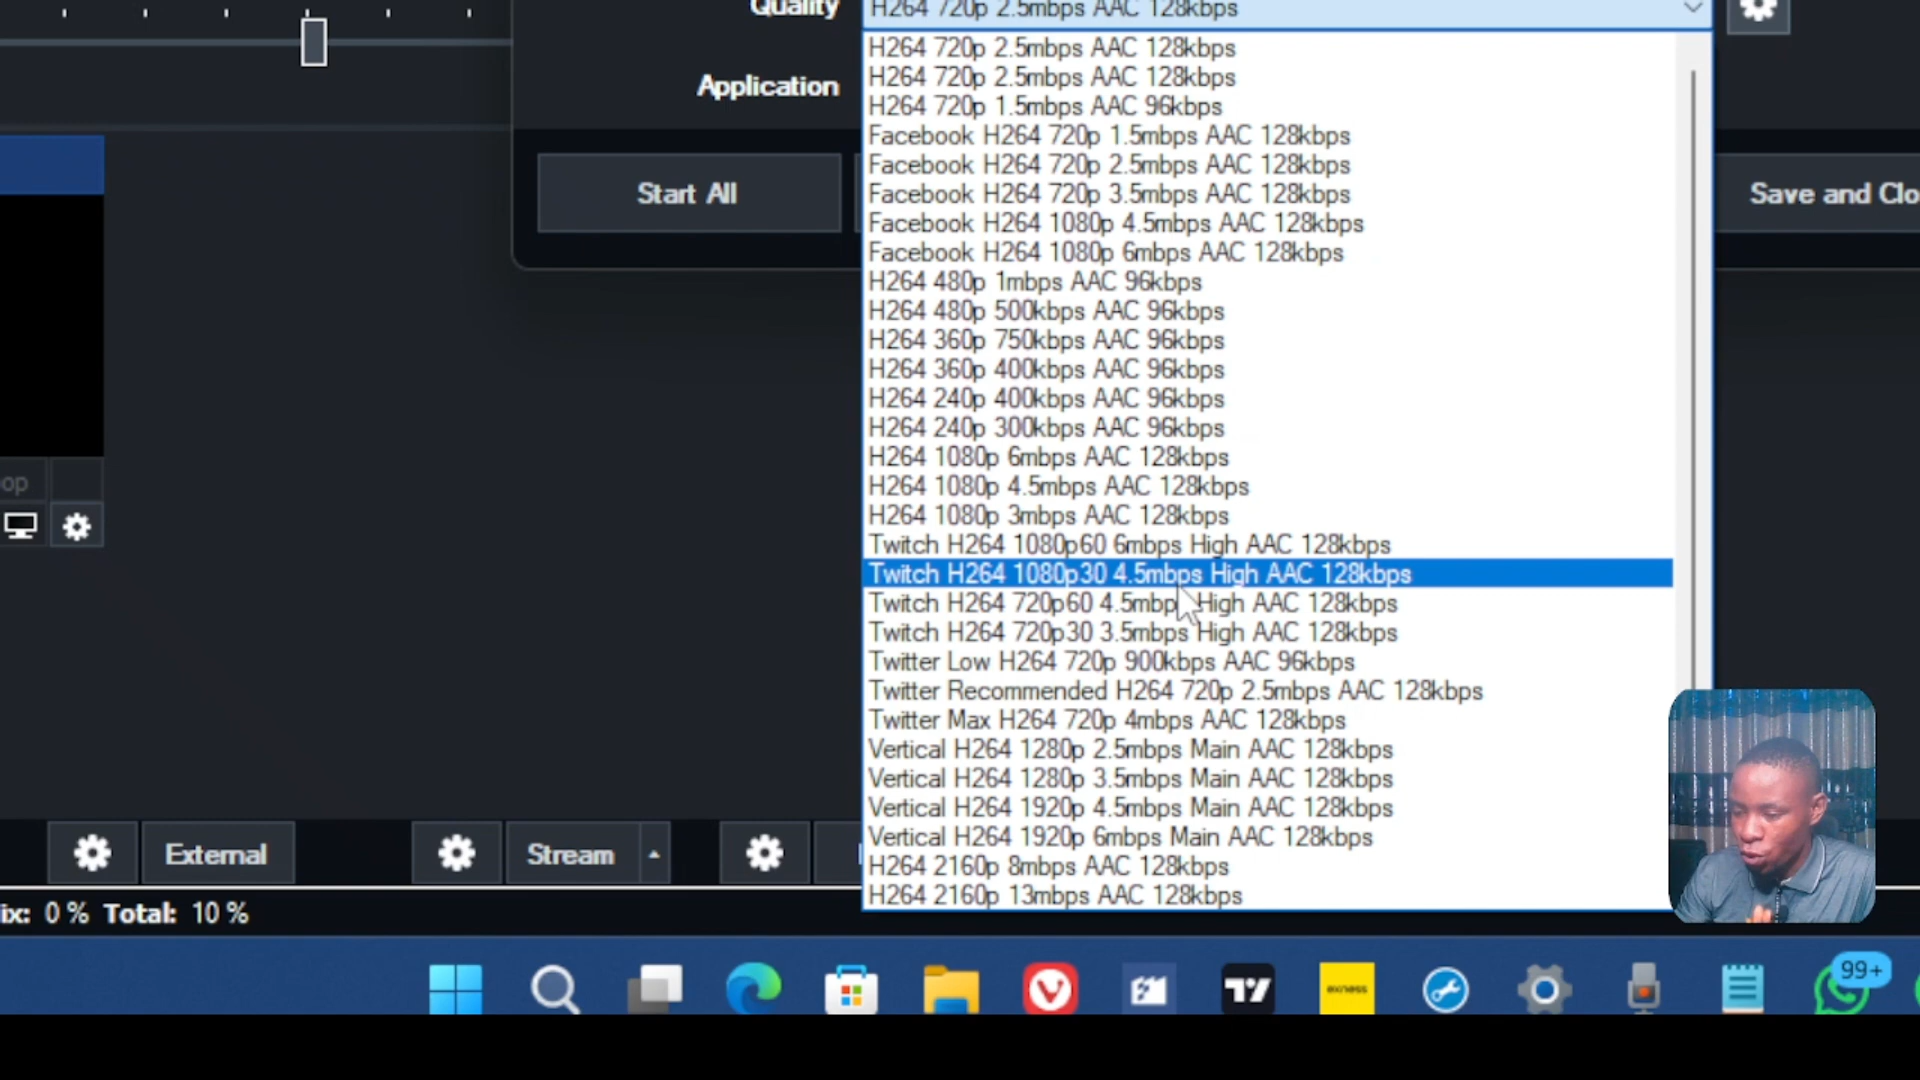 Quality
H264 720p 2.5mbps AAC 128kbps
H264 720p 2.5mbps AAC 128kbps
H264 720p 2.5mbps AAC 128kbps
H264 720p 1.5mbps AAC 96kbps
Application
Facebook H264 720p 1.5mbps AAC 128kbps
Facebook H264 720p 2.5mbps AAC 128kbps
Facebook H264 720p 3.5mbps AAC 128kbps
Facebook H264 1080p 4.5mbps AAC 128kbps
Facebook H264 1080p 6mbps AAC 128kbps
Start All
Save and Clo
H264 480p 1mbps AAC 96kbps
H264 480p 500kbps AAC 96kbps
H264 360p 750kbps AAC 96kbps
H264 360p 400kbps AAC 96kbps
H264 240p 400kbps AAC 96kbps
H264 240p 300kbps AAC 96kbps
H264 1080p 6mbps AAC 128kbps
H264 1080p 4.5mbps AAC 128kbps
H264 1080p 3mbps AAC 128kbps
oop
Twitch H264 1080p60 6mbps High AAC 128kbps
Twitch H264 1080p30 4.5mbps High AAC 128kbps
Twitch H264 720p60 4.5mbp High AAC 128kbps
Twitch H264 720p30 3.5mbps High AAC 128kbps
Twitter Low H264 720p 900kbps AAC 96kbps
Twitter Recommended H264 720p 2.5mbps AAC 128kbps
Twitter Max H264 720p 4mbps AAC 128kbps
Vertical H264 1280p 2.5mbps Main AAC 128kbps
Vertical H264 1280p 3.5mbps Main AAC 128kbps
Vertical H264 1920p 4.5mbps Main AAC 128kbps
Vertical H264 1920p 6mbps Main AAC 128kbps
H264 2160p 8mbps AAC 128kbps
H264 2160p 13mbps AAC 128kbps
External
Stream
ix: 0 % Total: 10 %
exness
99+